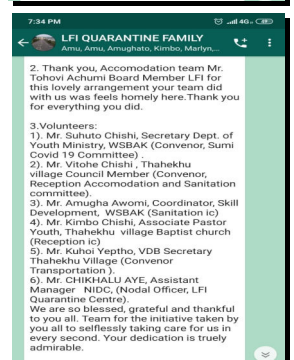 7:34 PM
4G
LFI QUARANTINE FAMILY
Amu, Amu, Amughato, Kimbo, Marlyn,...
2. Thank you, Accomodation team Mr.
Tohovi Achumi Board Member LFI for
this lovely arrangement your team did
with us was feels homely here.Thank you
for everything you did.
3.Volunteers:
1). Mr. Suhuto Chishi, Secretary Dept. of
Youth Ministry, WSBAK (Convenor, Sumi
Covid 19 Committee) .
2). Mr. Vitohe Chishi , Thahekhu
village Council Member (Convenor,
Reception Accomodation and Sanitation
committee).
3). Mr. Amugha Awomi, Coordinator, Skill
Development, WSBAK (Sanitation ic)
4). Mr. Kimbo Chishi, Associate Pastor
Youth, Thahekhu village Baptist church
(Reception ic)
5). Mr. Kuhoi Yeptho, VDB Secretary
Thahekhu Village (Convenor
Transportation ).
6). Mr. CHIKHALU AYE, Assistant
Manager NIDC, (Nodal Officer, LFI
Quarantine Centre).
We are so blessed, grateful and thankful
to you all. Team for the initiative taken by
you all to selflessly taking care for us in
every second. Your dedication is truely
admirable.